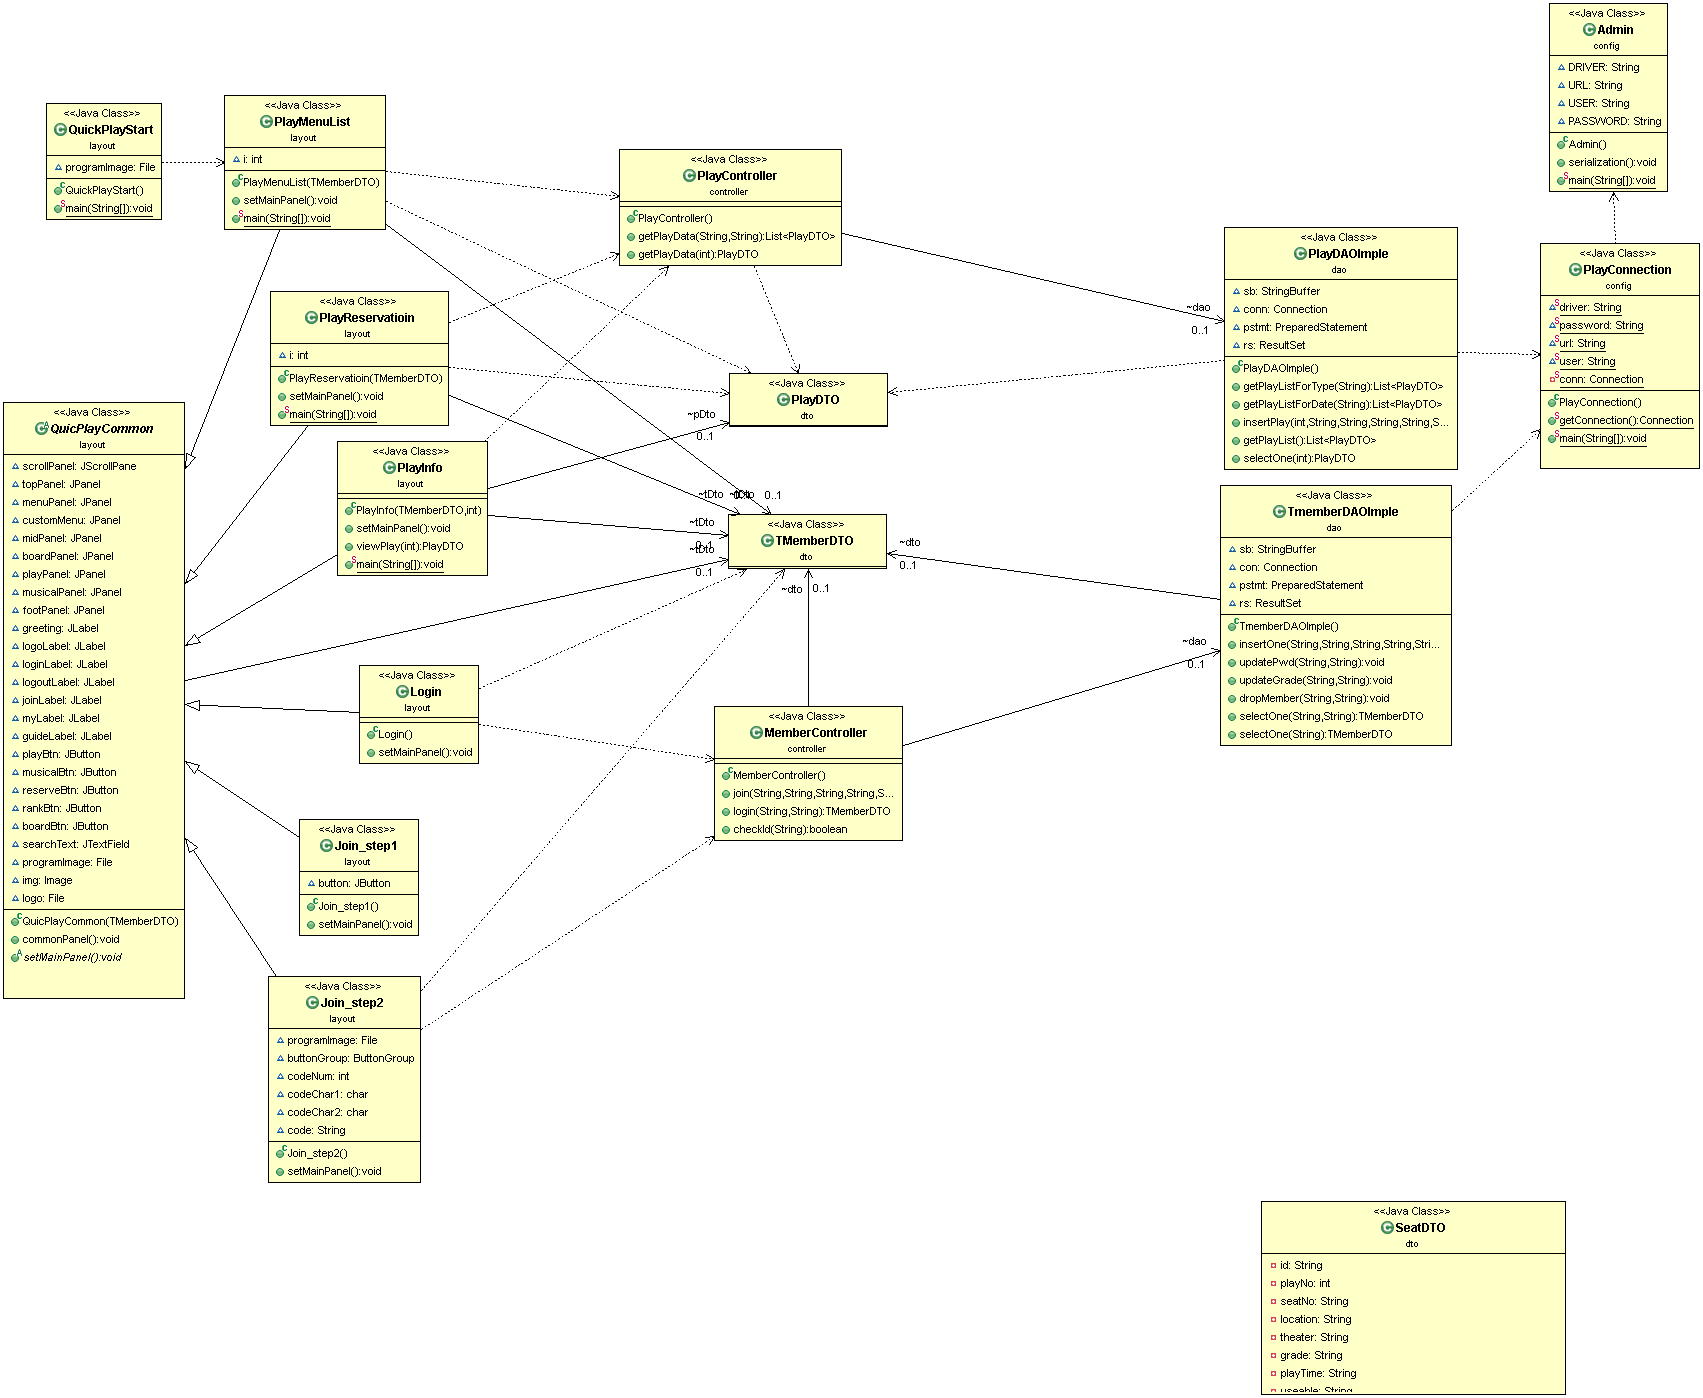 <<Java Class>>
QuickPlayStart
layout
programImage: File
QuickPlayStart()
main(String[]):void
<<Java Class>>
PlayMenuList
layout
i: int
PlayMenuList(TMemberDTO)
setMainPanel():void
main(String[]):void
<<Java Class>>
PlayController
controller
PlayController()
getPlayData(String,String):List<PlayDTO>
getPlayData(int):PlayDTO
<<Java Class>>
Admin
config
DRIVER: String
URL: String
USER: String
PASSWORD: String
Admin()
serialization():void
main(String[]):void
<<Java Class>>
PlayDAOImple
dao
sb: StringBuffer
conn: Connection
pstmt: PreparedStatement
rs: ResultSet
PlayDAOImple()
getPlayListForType(String):List<PlayDTO>
getPlayListForDate(String):List<PlayDTO>
insertPlay(int,String,String,String,String,S...
getPlayList():List<PlayDTO>
selectOne(int):PlayDTO
<<Java Class>>
PlayConnection
config
driver: String
password: String
url: String
user: String
conn: Connection
PlayConnection()
getConnection():Connection
main(String[]):void
~dao
0..1
<<Java Class>>
PlayReservatioin
layout
i: int
PlayReservatioin(TMemberDTO)
setMainPanel():void
main(String[]):void
<<Java Class>>
PlayDTO
dto
~pDto
0..1
<<Java Class>>
QuicPlayCommon
layout
scrollPanel: JScrollPane
topPanel: JPanel
menuPanel: JPanel
customMenu: JPanel
midPanel: JPanel
boardPanel: JPanel
playPanel: JPanel
musicalPanel: JPanel
footPanel: JPanel
greeting: JLabel
logoLabel: JLabel
loginLabel: JLabel
logoutLabel: JLabel
joinLabel: JLabel
myLabel: JLabel
guideLabel: JLabel
playBtn: JButton
musicalBtn: JButton
reserveBtn: JButton
rankBtn: JButton
boardBtn: JButton
searchText: JTextField
programImage: File
img: Image
logo: File
QuicPlayCommon(TMemberDTO)
commonPanel():void
setMainPanel():void
<<Java Class>>
PlayInfo
layout
PlayInfo(TMemberDTO,int)
setMainPanel():void
viewPlay(int):PlayDTO
main(String[]):void
~tDto
0..1
~tDto
0..1
~tDto
0..1
<<Java Class>>
TMemberDTO
dto
~dto
0..1
~dto
0..1
<<Java Class>>
TmemberDAOImple
dao
sb: StringBuffer
con: Connection
pstmt: PreparedStatement
rs: ResultSet
TmemberDAOImple()
insertOne(String,String,String,String,Stri...
updatePwd(String,String):void
updateGrade(String,String):void
dropMember(String,String):void
selectOne(String,String):TMemberDTO
selectOne(String):TMemberDTO
~dao
0..1
<<Java Class>>
Login
layout
Login()
setMainPanel():void
<<Java Class>>
MemberController
controller
MemberController()
join(String,String,String,String,S...
login(String,String):TMemberDTO
checkId(String):boolean
<<Java Class>>
Join_step1
layout
button: JButton
Join_step1()
setMainPanel():void
<<Java Class>>
Join_step2
layout
programImage: File
buttonGroup: ButtonGroup
codeNum: int
codeChar1: char
codeChar2: char
code: String
Join_step2()
setMainPanel():void
<<Java Class>>
SeatDTO
dto
id: String
playNo: int
seatNo: String
location: String
theater: String
grade: String
playTime: String
useable: String